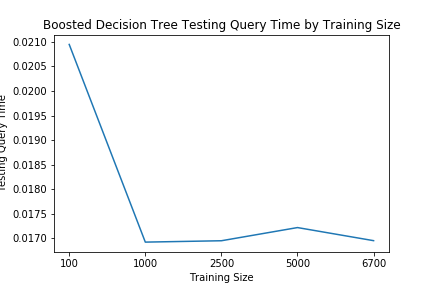 Boosted Decision Tree Testing Query Time by Training Size
0.0210
0.0205
0.0200
0.0195
0.0190
0.0185
0.0180
0.0175
0.0170
Testing Query Time
100 1000 2500 5000 6700
Training Size